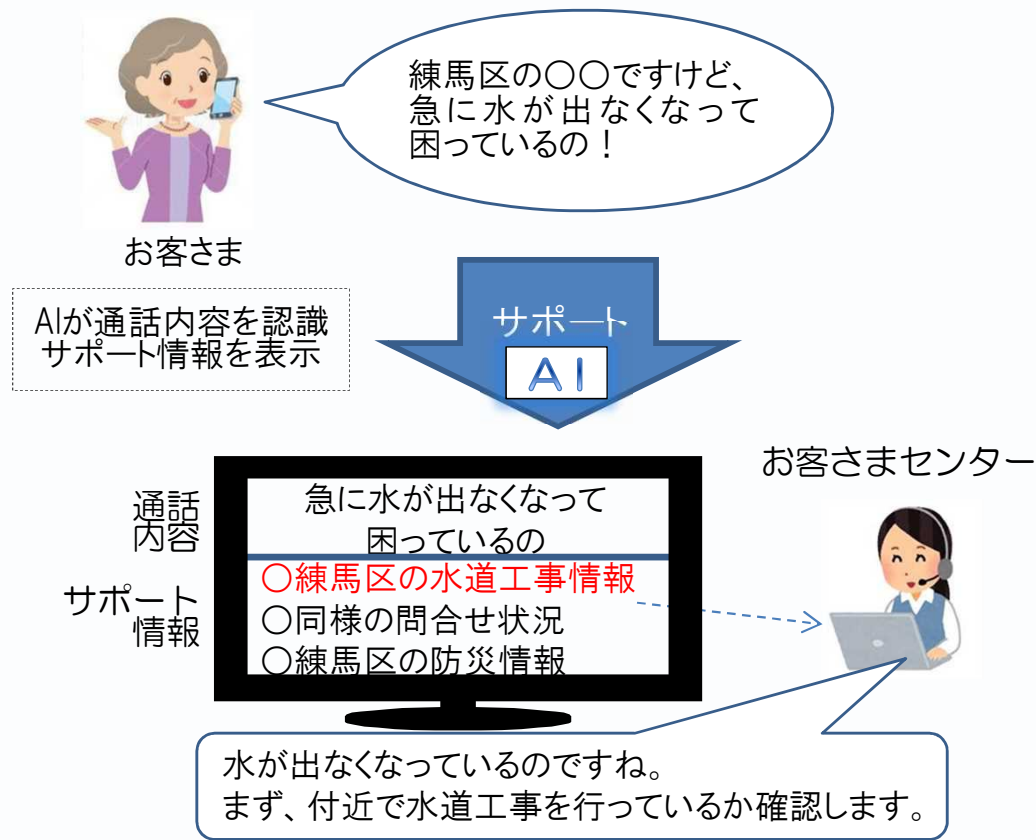 練馬区の〇〇ですけど、
急に水が出なくなって
困っているの！
お客さま
AIが通話内容を認識
サポート情報を表示
サポート
AI
お客さまセンター
通話
内容
急に水が出なくなって
困っているの
サポート
情報
〇練馬区の水道工事情報
〇同様の問合せ状況
〇練馬区の防災情報
水が出なくなっているのですね。
まず、付近で水道工事を行っているか確認します。